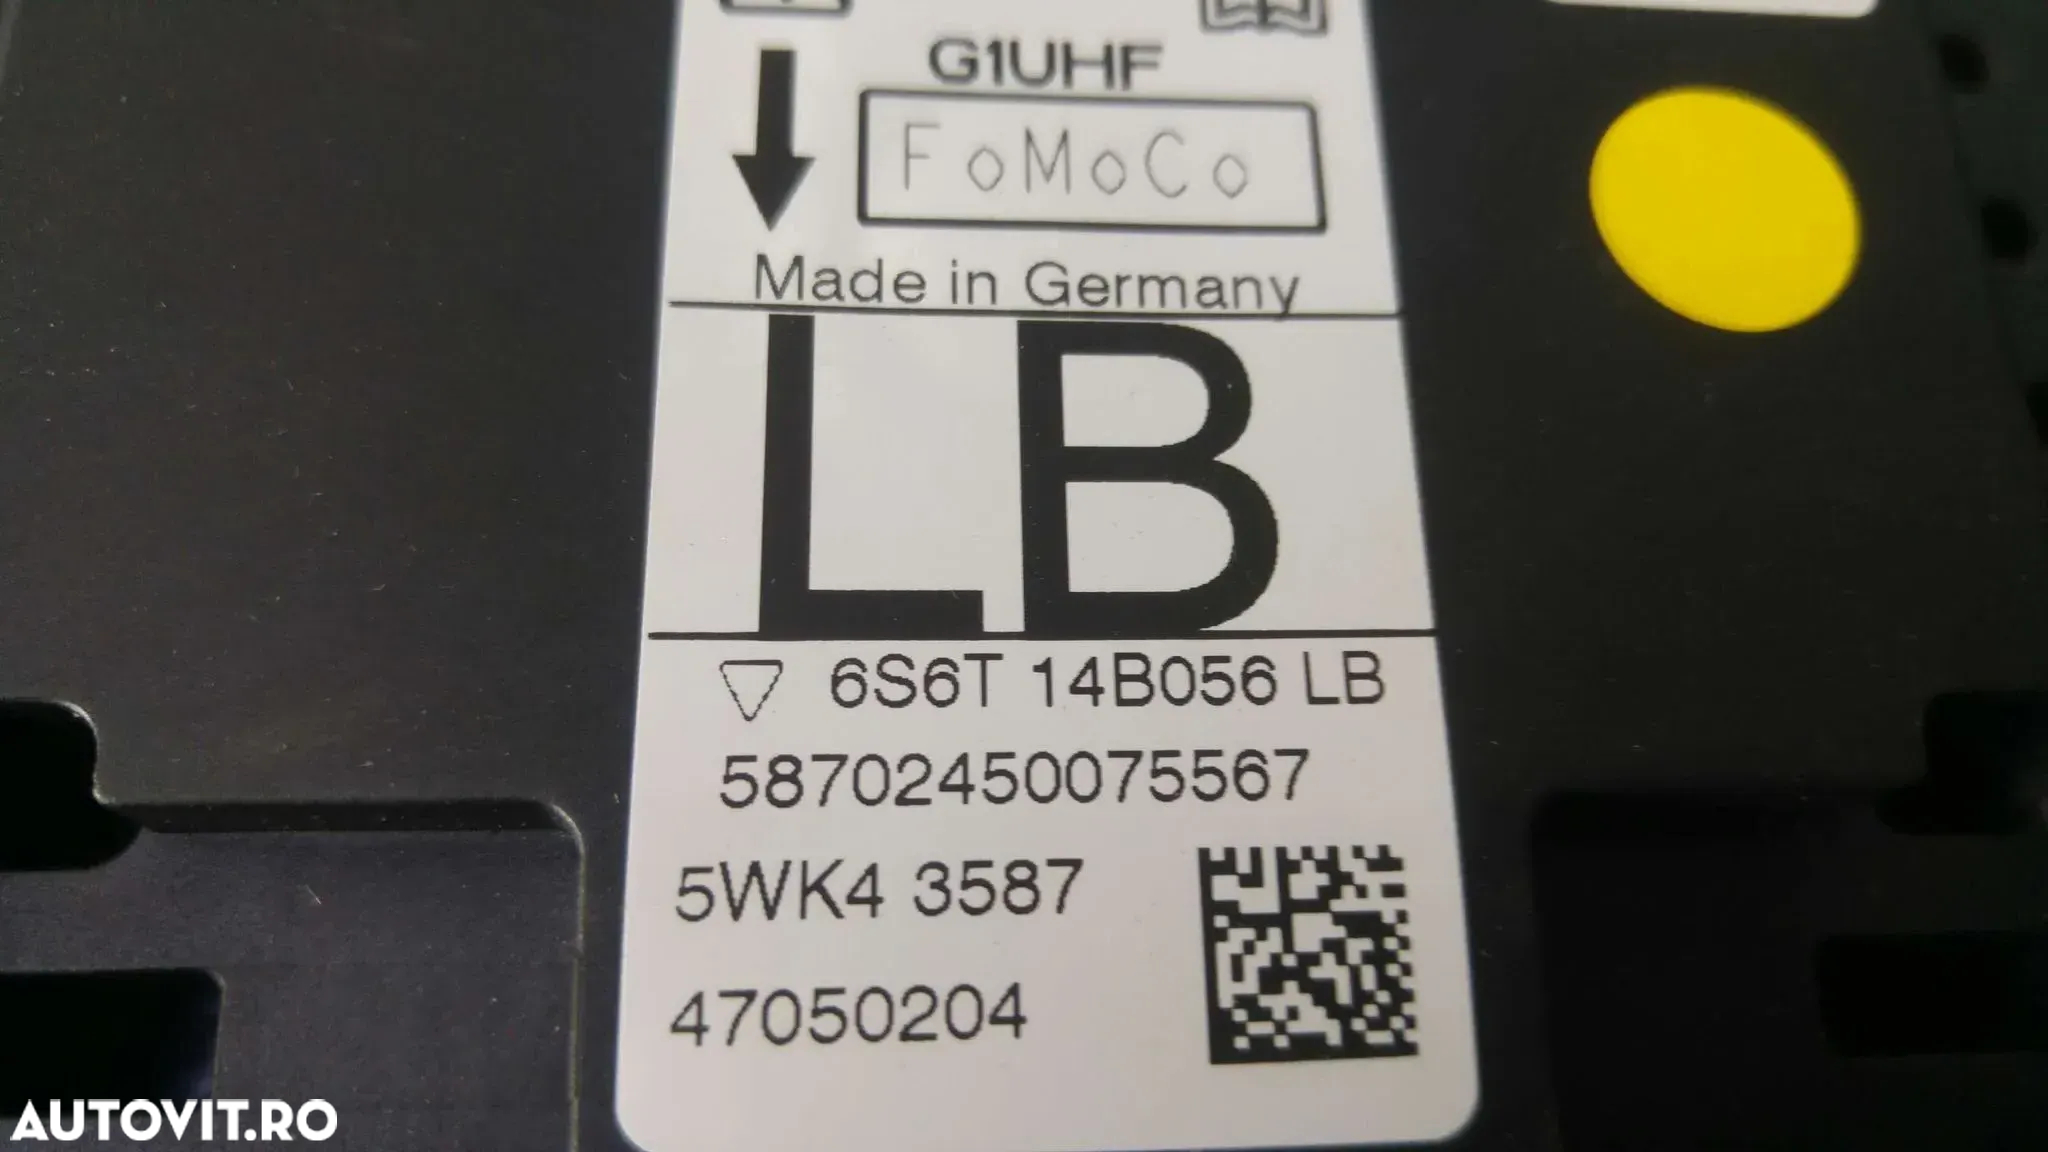 G1UHF
FoMoCo
Made in Germany
LB
6S6T 14B056 LB
58702450075567
5WK4 3587
47050204
AUTOVIT.RO